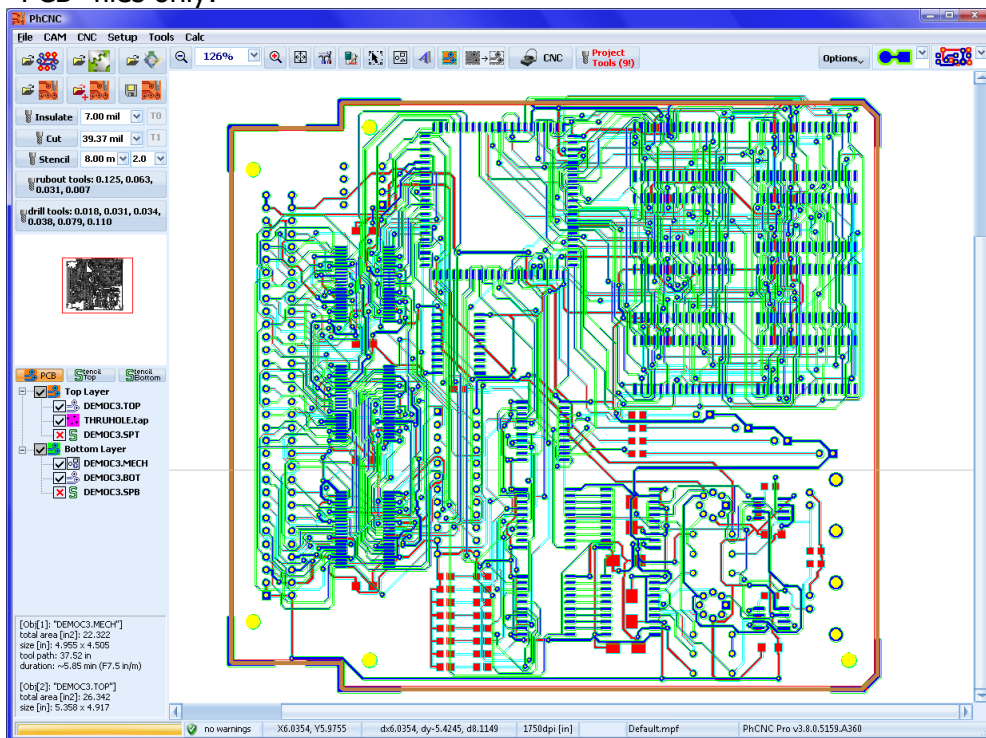 "PCB" files only.
PhCNC
File CAM CNC Setup Tools Calc
126% CNC Project Tools (9!) Options
Insulate 7.00 mil T0
Cut 39.37 mil T1
Stencil 8.00 m 2.0
rubout tools: 0.125, 0.063,
0.031, 0.007
drill tools: 0.018, 0.031, 0.034,
0.038, 0.079, 0.110
PCB Stencil Top Stencil Bottom
Top Layer
DEMOC3.TOP
THRUHOLE.tap
DEMOC3.SPT
Bottom Layer
DEMOC3.MECH
DEMOC3.BOT
DEMOC3.SPB
[Obj[1]: "DEMOC3.MECH"]
total area [in2]: 22.322
size [in]: 4.955 x 4.505
tool path: 37.52 in
duration: ~5.85 min (F7.5 in/m)
[Obj[2]: "DEMOC3.TOP"]
total area [in2]: 26.342
size [in]: 5.358 x 4.917
no warnings X6.0354, Y5.9755 dx6.0354, dy-5.4245, d8.1149 1750dpi [in] Default.mpf PhCNC Pro v3.8.0.5159.A360